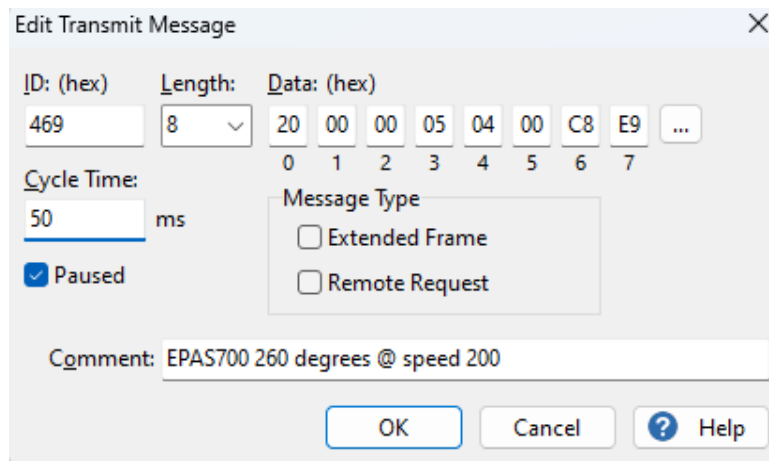 Edit Transmit Message
ID: (hex) Length: Data: (hex)
469 8 20 00 00 05 04 00 C8 E9 ...
0 1 2 3 4 5 6 7
Cycle Time:
50 ms
Message Type
Extended Frame
Paused
Remote Request
Comment: EPAS700 260 degrees @ speed 200
OK Cancel Help